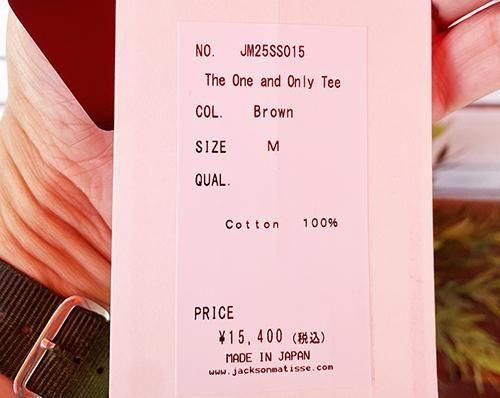 NO. JM25SS015
The One and Only Tee
COL. Brown
SIZE M
QUAL.
Cotton 100%
PRICE
¥15,400 (税込)
MADE IN JAPAN
www.jacksonmatisse.com